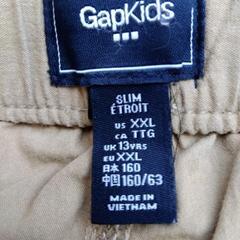 GapKids
SLIM
ÉTROIT
US XXL
CA TTG
UK 13YRS
EU XXL
日本 160
中国 160/63
MADE IN
VIETNAM